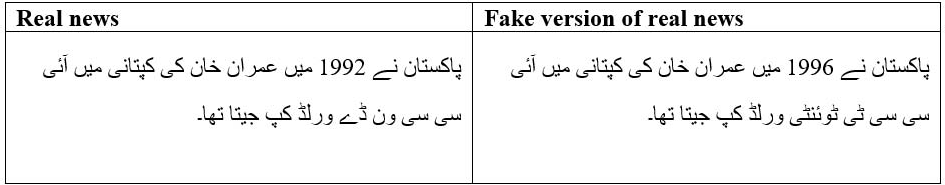 Real news
Fake version of real news
پاکستان نے 1992 میں عمران خان کی کپتانی میں آئی
سی سی ون ڈے ورلڈ کپ جیتا تھا۔
پاکستان نے 1996 میں عمران خان کی کپتانی میں آئی
سی سی ٹی ٹوئنٹی ورلڈ کپ جیتا تھا۔